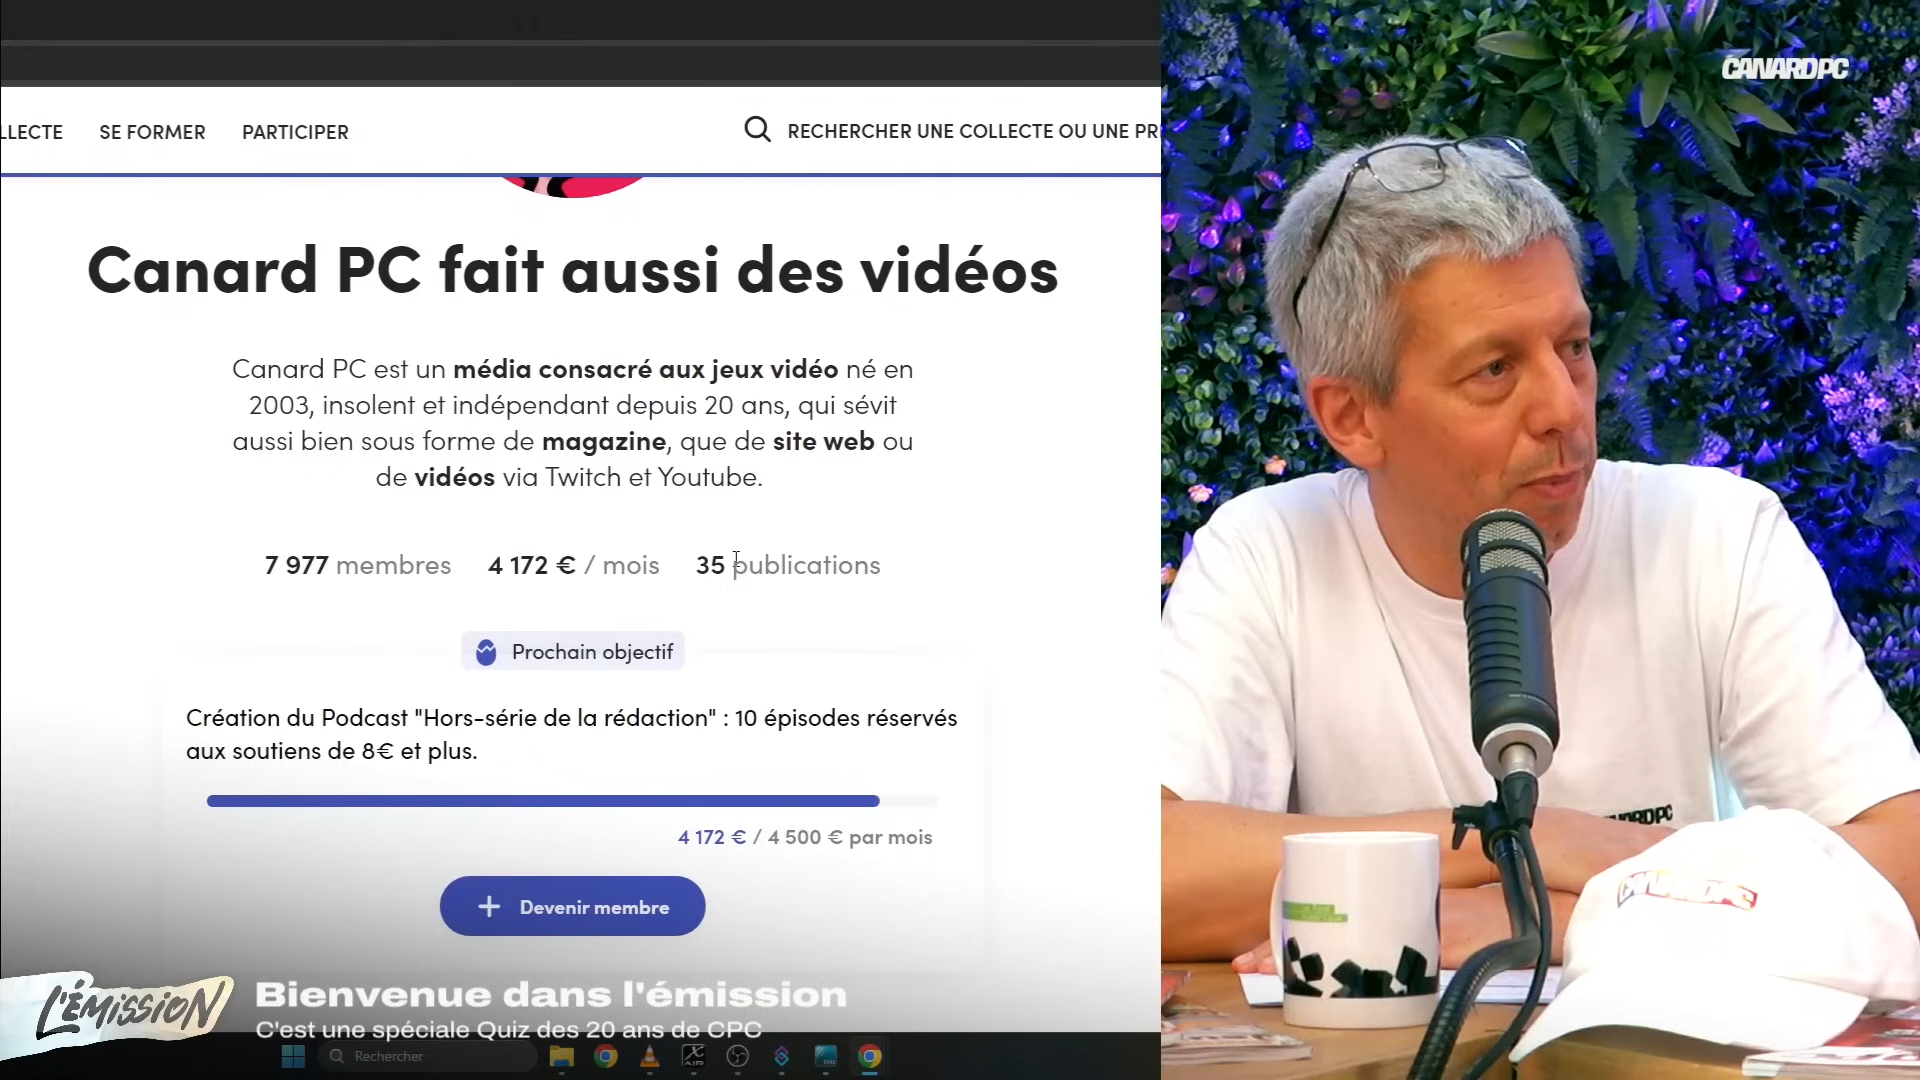 LLECTE SE FORMER PARTICIPER RECHERCHER UNE COLLECTE OU UNE PR
CANARDPC
Canard PC fait aussi des vidéos
Canard PC est un média consacré aux jeux vidéo né en
2003, insolent et indépendant depuis 20 ans, qui sévit
aussi bien sous forme de magazine, que de site web ou
de vidéos via Twitch et Youtube.
7 977 membres 4 172 € / mois 35 publications
Prochain objectif
Création du Podcast "Hors-série de la rédaction" : 10 épisodes réservés
aux soutiens de 8€ et plus.
4 172 € / 4 500 € par mois
+ Devenir membre
L'ÉMISSION
Bienvenue dans l'émission
C'est une spéciale Quiz des 20 ans de CPC
Rechercher
CANARDPC